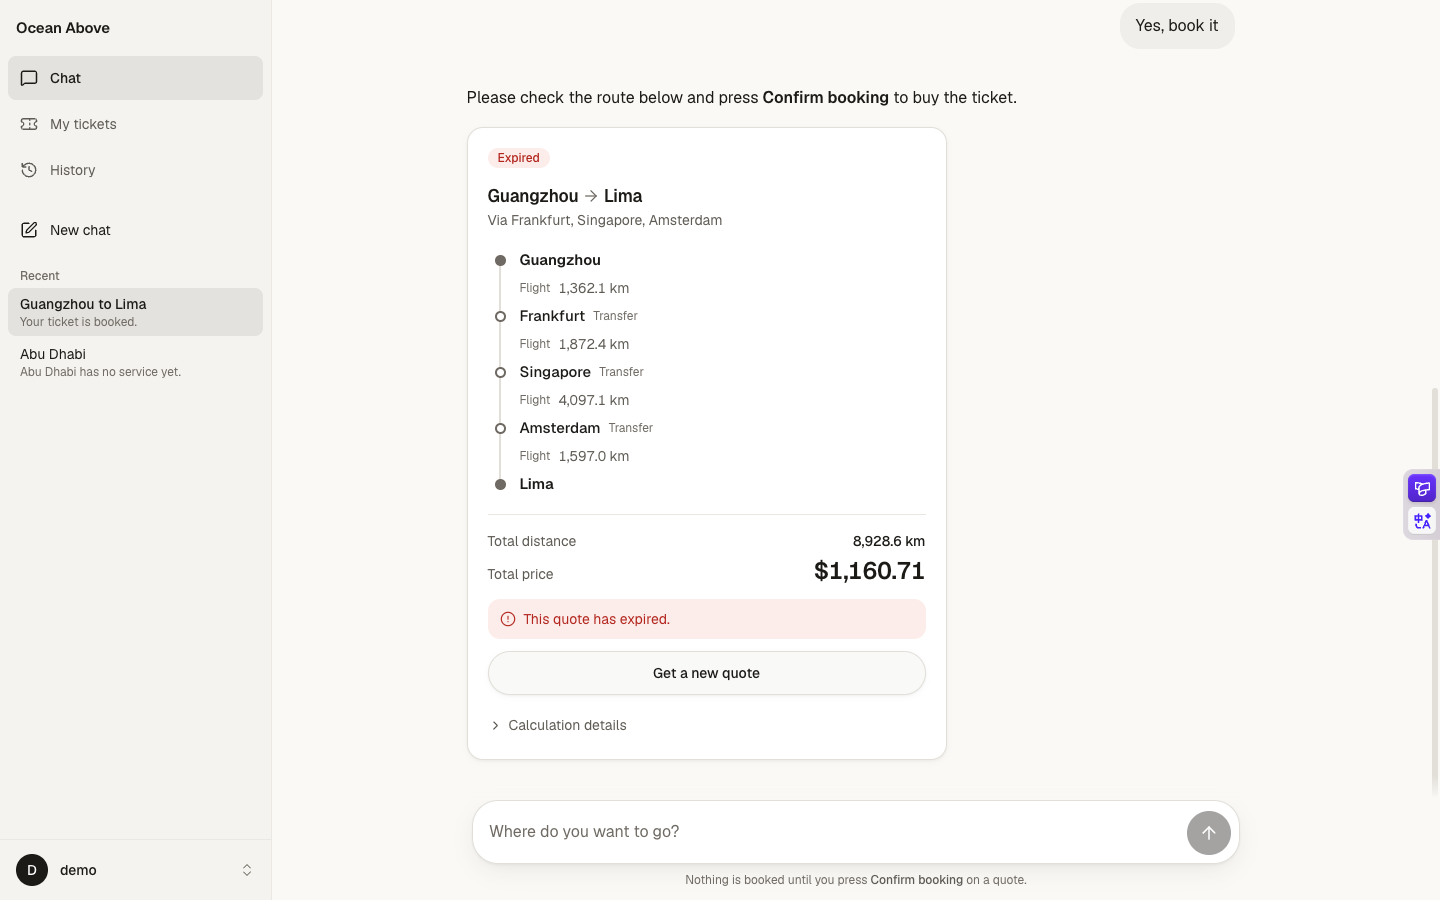 Ocean Above
Chat
My tickets
History
New chat
Recent
Guangzhou to Lima
Your ticket is booked.
Abu Dhabi
Abu Dhabi has no service yet.
D
demo
Yes, book it
Please check the route below and press Confirm booking to buy the ticket.
Expired
Guangzhou → Lima
Via Frankfurt, Singapore, Amsterdam
Guangzhou
Flight 1,362.1 km
Frankfurt Transfer
Flight 1,872.4 km
Singapore Transfer
Flight 4,097.1 km
Amsterdam Transfer
Flight 1,597.0 km
Lima
Total distance 8,928.6 km
Total price $1,160.71
This quote has expired.
Get a new quote
Calculation details
Where do you want to go?
Nothing is booked until you press Confirm booking on a quote.
中A